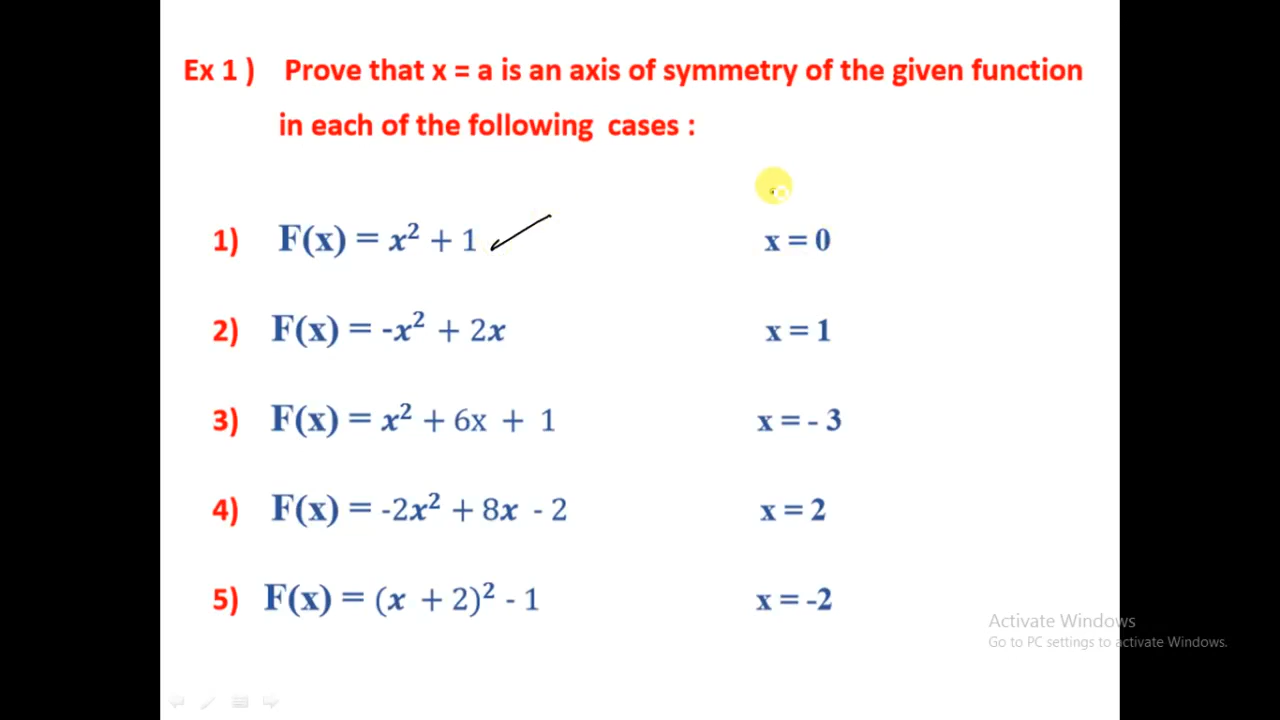 Ex 1 ) Prove that x = a is an axis of symmetry of the given function
in each of the following cases :
1) F(x) = x² + 1 x = 0
2) F(x) = -x² + 2x x = 1
3) F(x) = x² + 6x + 1 x = - 3
4) F(x) = -2x² + 8x - 2 x = 2
5) F(x) = (x + 2)² - 1 x = -2
Activate Windows
Go to PC settings to activate Windows.